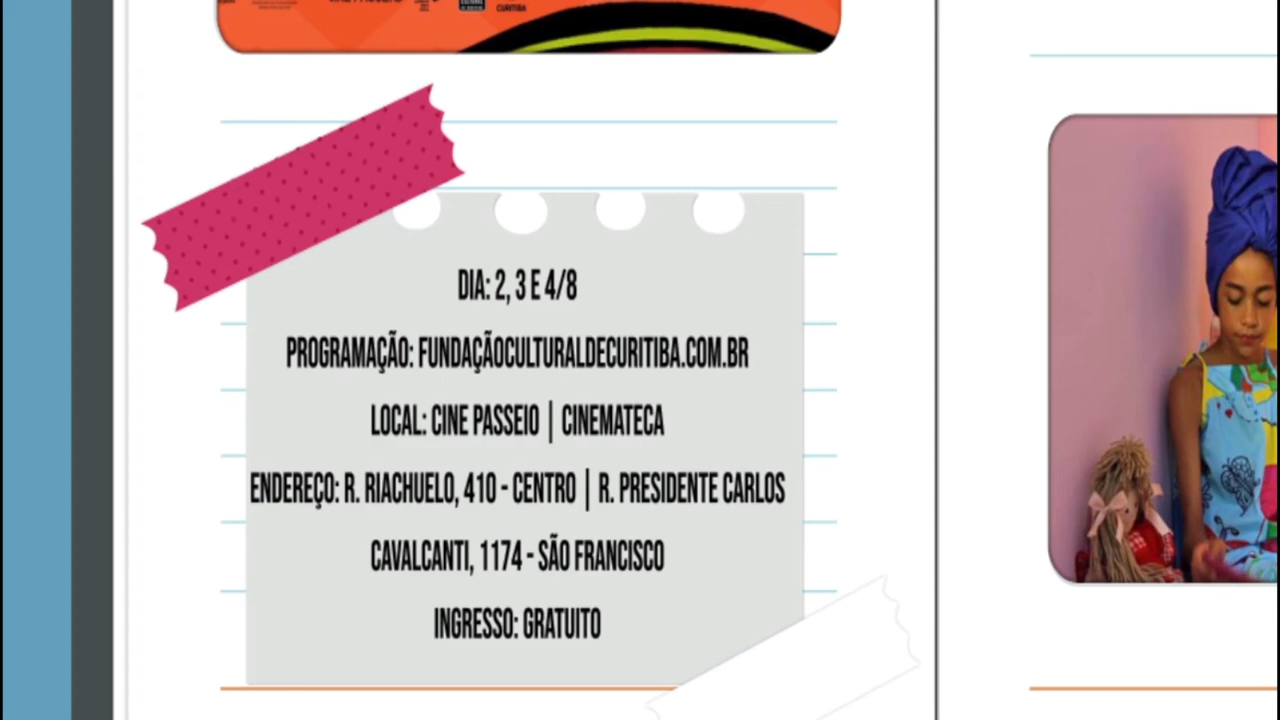 CURITIBA
DIA: 2, 3 E 4/8
PROGRAMAÇÃO: FUNDAÇÃOCULTURALDECURITIBA.COM.BR
LOCAL: CINE PASSEIO | CINEMATECA
ENDEREÇO: R. RIACHUELO, 410 - CENTRO | R. PRESIDENTE CARLOS
CAVALCANTI, 1174 - SÃO FRANCISCO
INGRESSO: GRATUITO